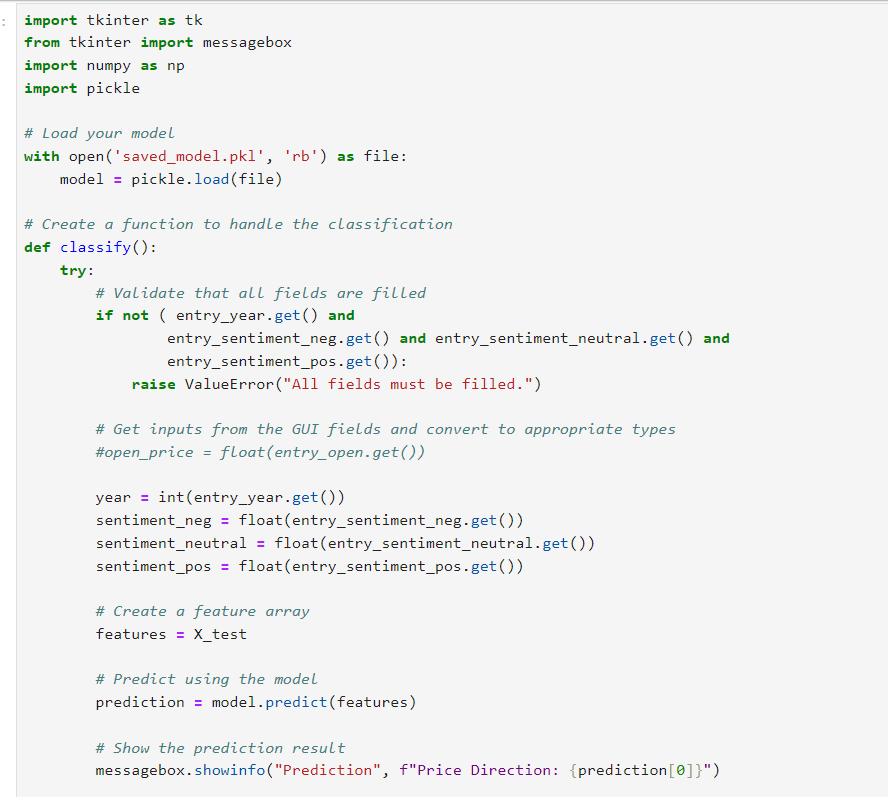 :
import tkinter as tk
from tkinter import messagebox
import numpy as np
import pickle

# Load your model
with open('saved_model.pkl', 'rb') as file:
    model = pickle.load(file)

# Create a function to handle the classification
def classify():
    try:
        # Validate that all fields are filled
        if not ( entry_year.get() and
                entry_sentiment_neg.get() and entry_sentiment_neutral.get() and
                entry_sentiment_pos.get()):
            raise ValueError("All fields must be filled.")

        # Get inputs from the GUI fields and convert to appropriate types
        #open_price = float(entry_open.get())

        year = int(entry_year.get())
        sentiment_neg = float(entry_sentiment_neg.get())
        sentiment_neutral = float(entry_sentiment_neutral.get())
        sentiment_pos = float(entry_sentiment_pos.get())

        # Create a feature array
        features = X_test

        # Predict using the model
        prediction = model.predict(features)

        # Show the prediction result
        messagebox.showinfo("Prediction", f"Price Direction: {prediction[0]}")